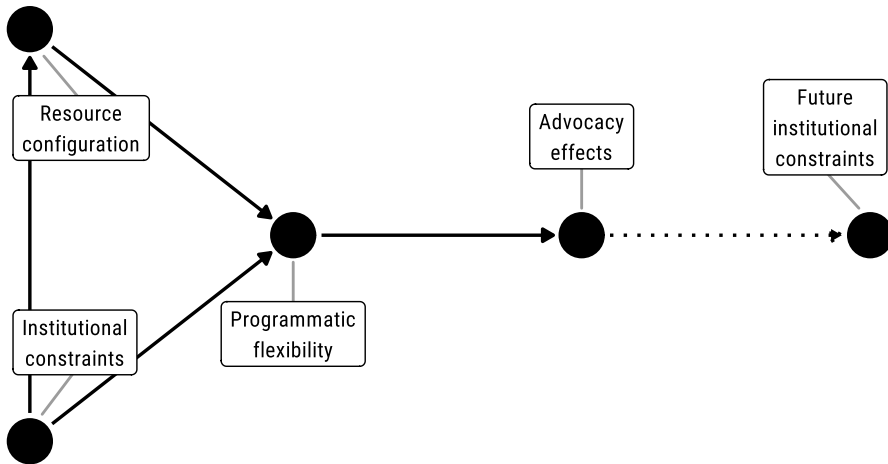 Resource
configuration
Institutional
constraints
Programmatic
flexibility
Advocacy
effects
Future
institutional
constraints